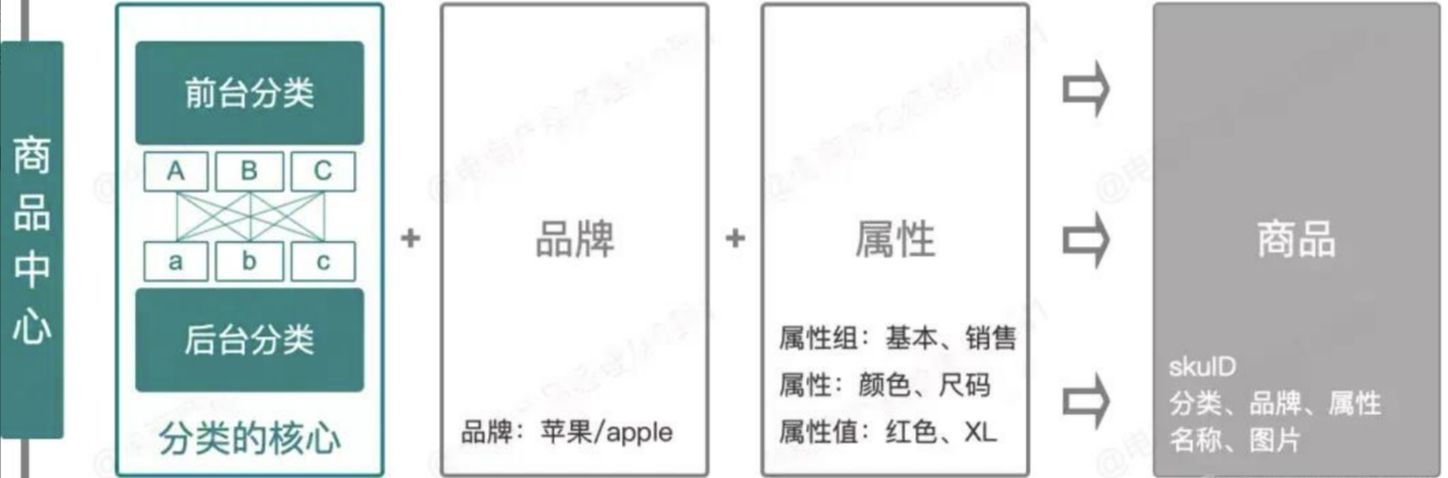 商品中心
前台分类
A B C
a b c
后台分类
分类的核心
+
品牌
品牌：苹果/apple
+
属性
属性组：基本、销售
属性：颜色、尺码
属性值：红色、XL
商品
skuID
分类、品牌、属性
名称、图片